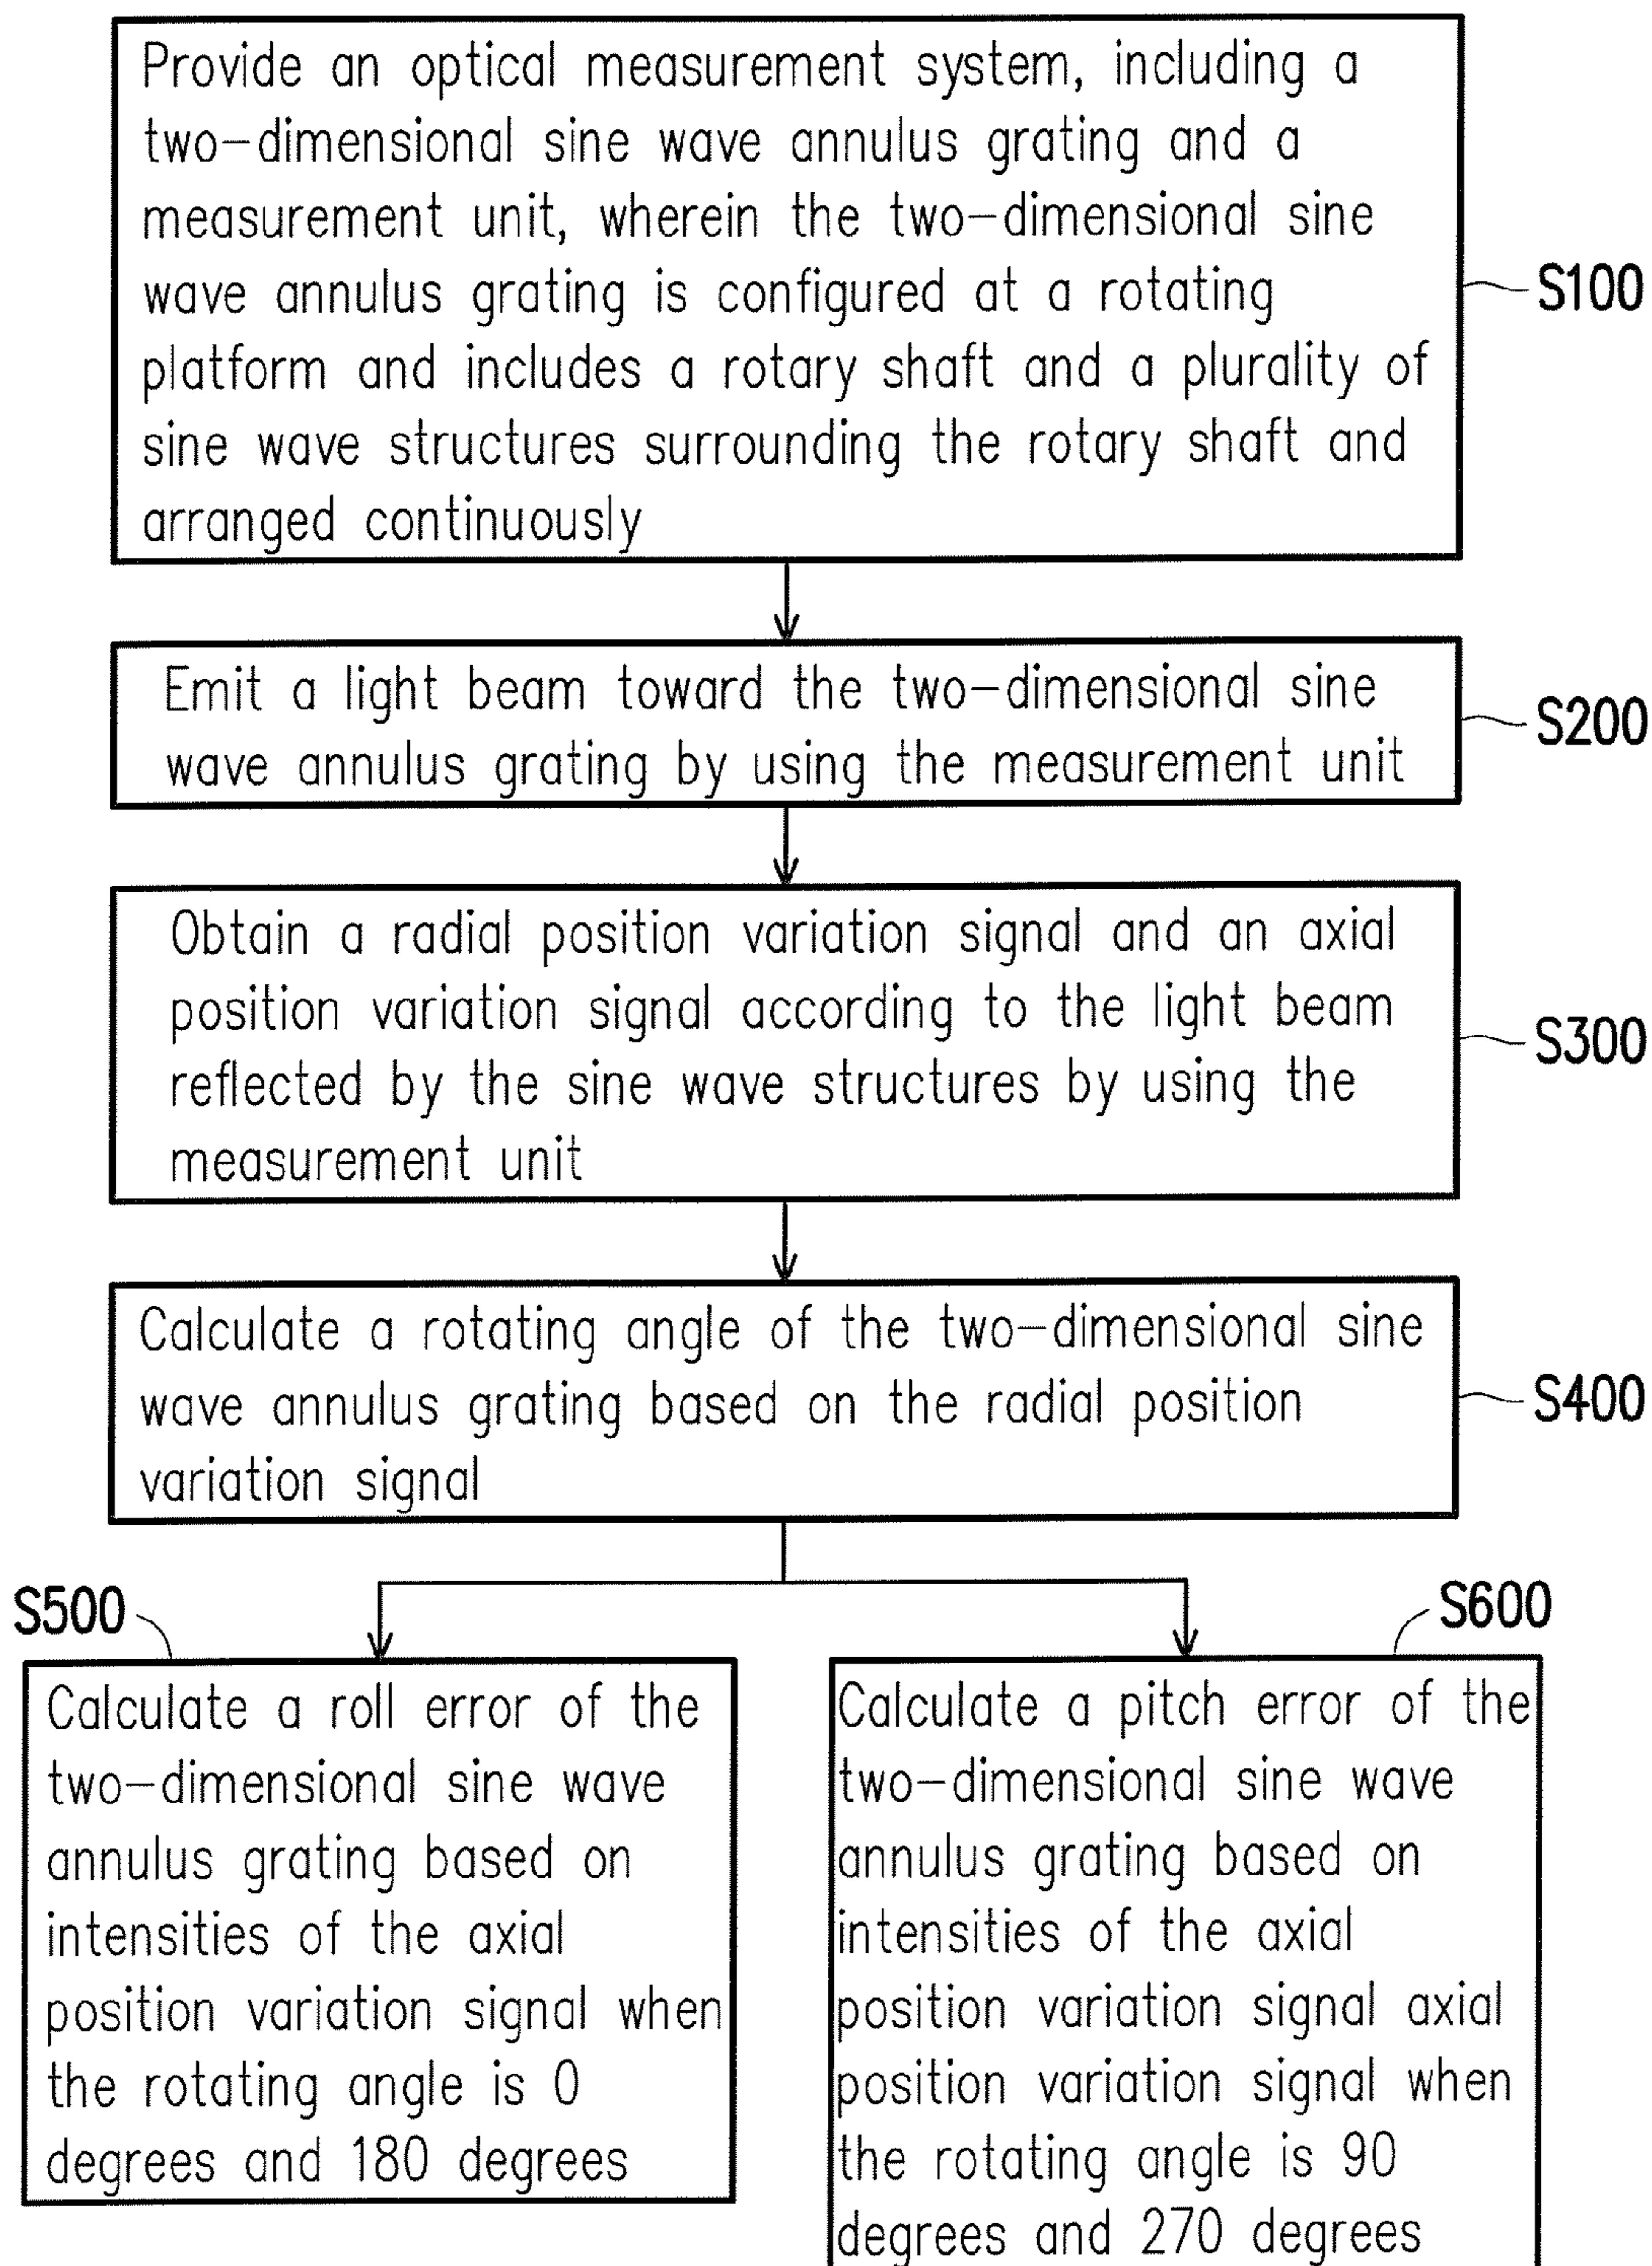 Provide an optical measurement system, including a
two-dimensional sine wave annulus grating and a
measurement unit, wherein the two-dimensional sine
wave annulus grating is configured at a rotating
platform and includes a rotary shaft and a plurality of
sine wave structures surrounding the rotary shaft and
arranged continuously
S100
Emit a light beam toward the two-dimensional sine
wave annulus grating by using the measurement unit
S200
Obtain a radial position variation signal and an axial
position variation signal according to the light beam
reflected by the sine wave structures by using the
measurement unit
S300
Calculate a rotating angle of the two-dimensional sine
wave annulus grating based on the radial position
variation signal
S400
S500
Calculate a roll error of the
two-dimensional sine wave
annulus grating based on
intensities of the axial
position variation signal when
the rotating angle is 0
degrees and 180 degrees
S600
Calculate a pitch error of the
two-dimensional sine wave
annulus grating based on
intensities of the axial
position variation signal axial
position variation signal when
the rotating angle is 90
degrees and 270 degrees